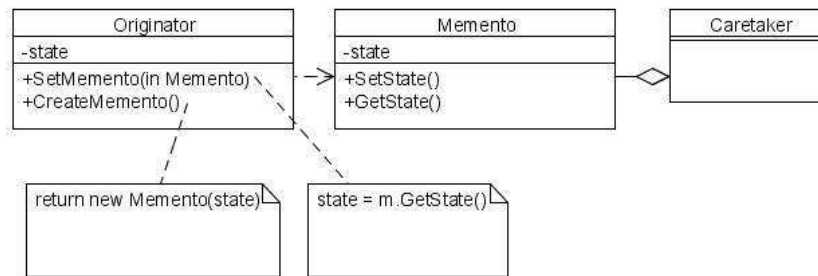 Originator
-state
+SetMemento(in Memento)
+CreateMemento()
Memento
-state
+SetState()
+GetState()
Caretaker
return new Memento(state)
state = m.GetState()